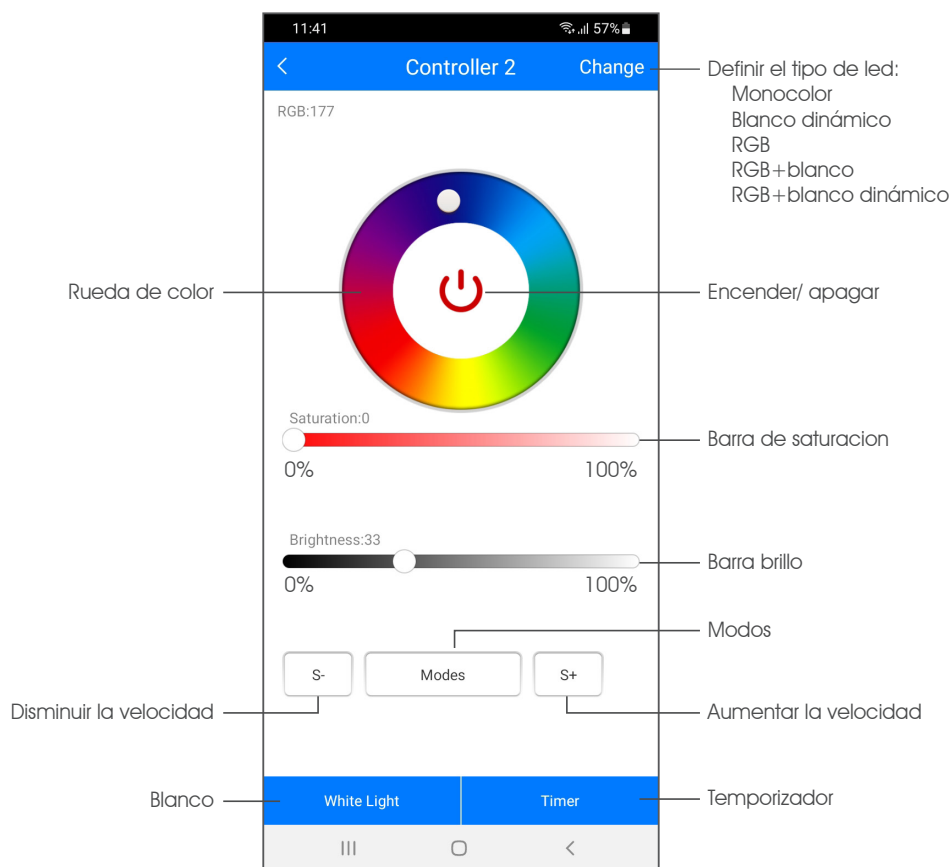 11:41
57%
Controller 2
Change
Definir el tipo de led:
Monocolor
Blanco dinámico
RGB
RGB+blanco
RGB+blanco dinámico
RGB:177
Rueda de color
Encender/ apagar
Saturation:0
Barra de saturacion
0%
100%
Brightness:33
Barra brillo
0%
100%
Modos
S-
Modes
S+
Disminuir la velocidad
Aumentar la velocidad
Blanco
White Light
Timer
Temporizador